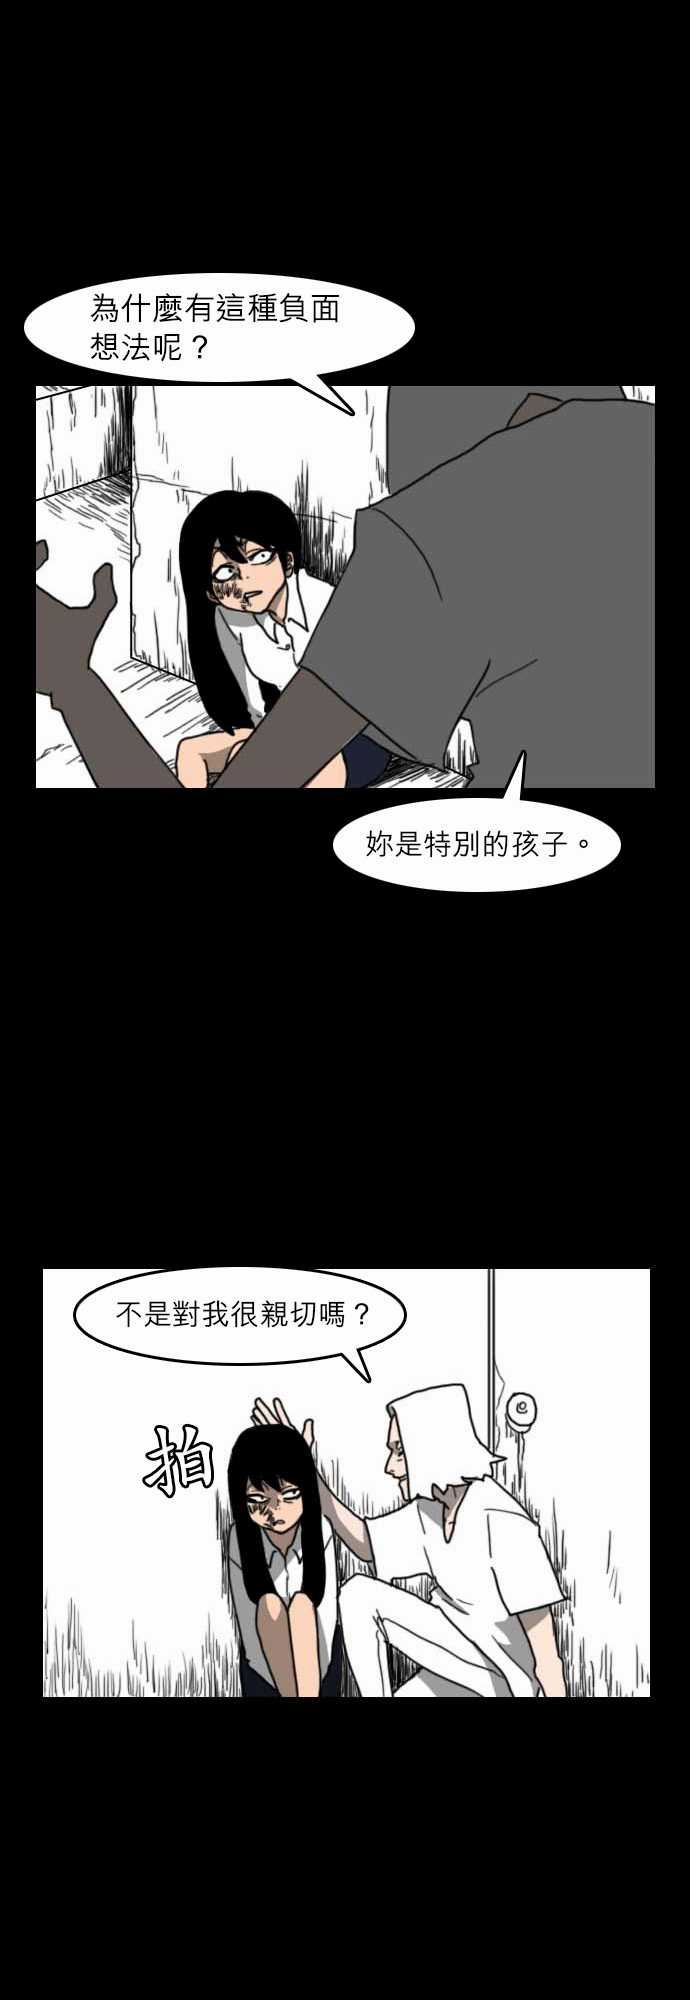 為什麼有這種負面
想法呢？
妳是特別的孩子。
不是對我很親切嗎？
拍